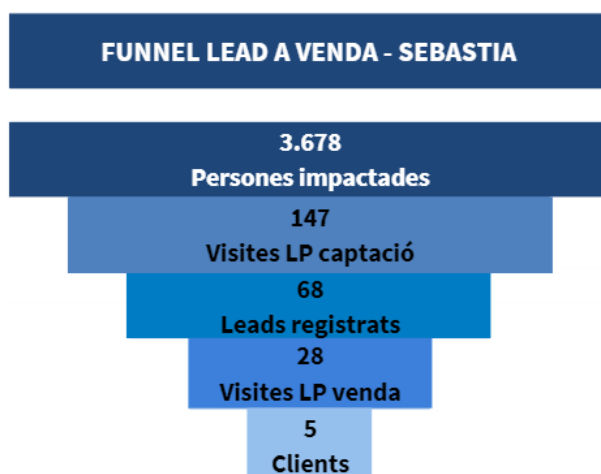 FUNNEL LEAD A VENDA - SEBASTIA
3.678
Persones impactades
147
Visites LP captació
68
Leads registrats
28
Visites LP venda
5
Clients